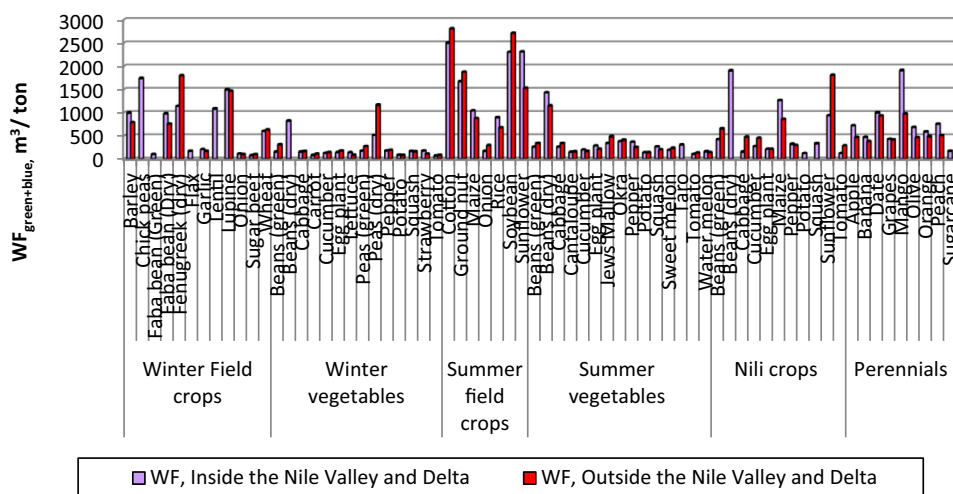 WF green+blue, m³/ ton
3000
2500
2000
1500
1000
500
0
Barley
Chick peas
Faba bean (Green)
Faba beak (Dry)
Fenugreek (dry)
Flax
Garlic
Lentil
Lupine
Onion
Sugar beet
Wheat
Beans (green)
Beans (dry)
Cabbage
Carrot
Cucumber
Egg plant
Letuce
Peas (green)
Peas (dry)
Pepper
Potato
Squash
Strawberry
Tomato
Cotton
Groundnut
Maize
Onion
Rice
Soybean
Sunflower
Beans (green)
Beans (dry)
Cabbage
Cantaloupe
Cucumber
Egg plant
Jews Mallow
Okra
Pepper
Potato
Squash
Sweet melon
Taro
Tomato
Water melon
Beans (green)
Beans (dry)
Cabbage
Cucumber
Egg plant
Maize
Pepper
Potato
Squash
Sunflower
Tomato
Apple
Banana
Date
Grapes
Mango
Olive
Orange
Peach
Sugarcane
Winter Field crops
Winter vegetables
Summer field crops
Summer vegetables
Nili crops
Perennials
WF, Inside the Nile Valley and Delta
WF, Outside the Nile Valley and Delta